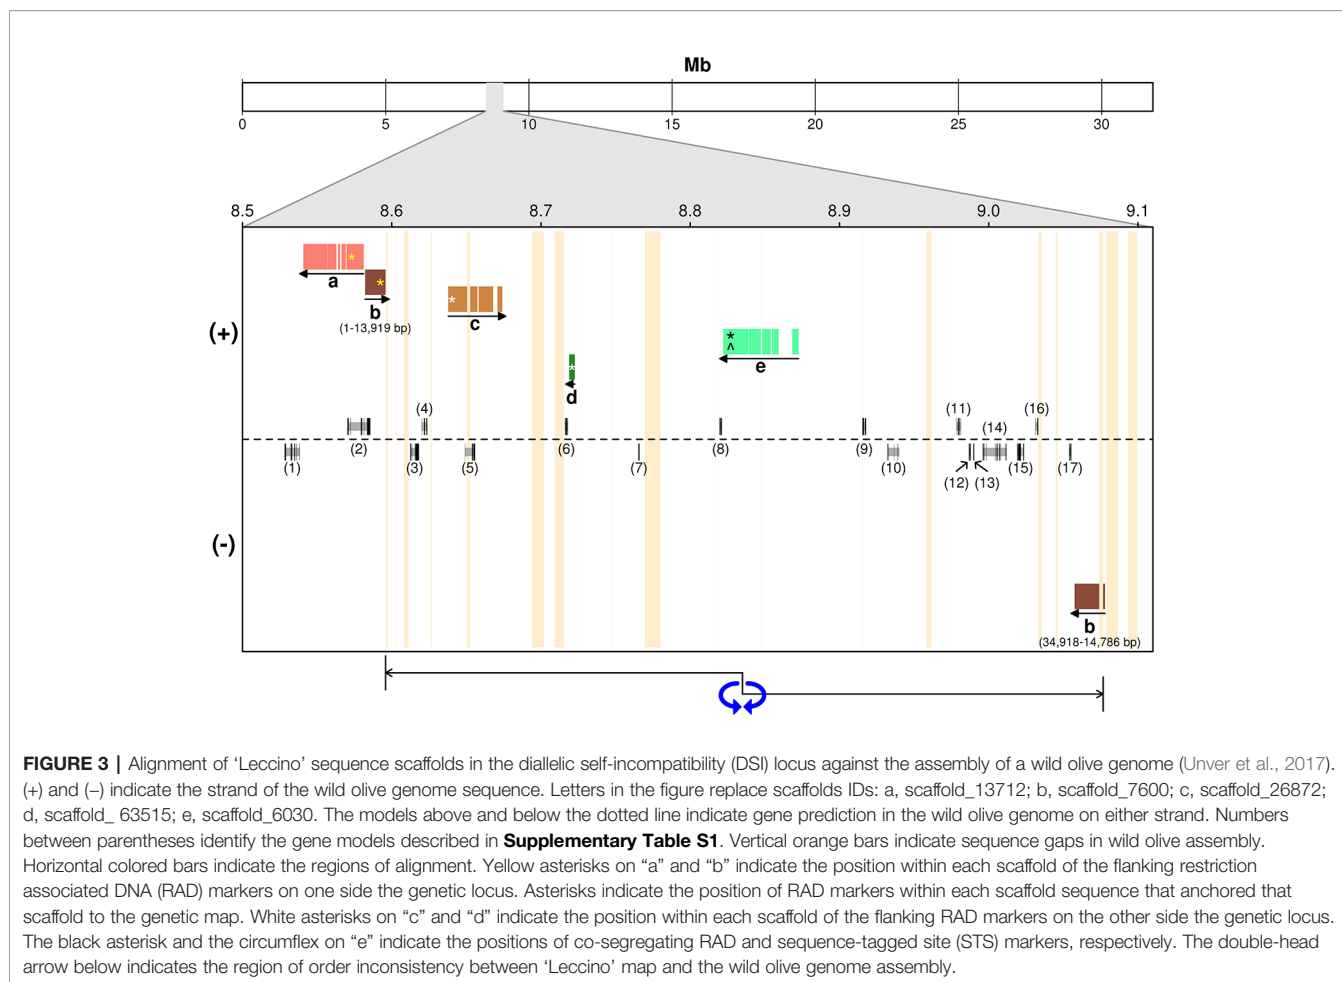 Mb
0 5 10 15 20 25 30
8.5 8.6 8.7 8.8 8.9 9.0 9.1
* *
a
b
(1-13,919 bp)
*
c
(+)
*
^
e
*
d
(4) (11) (16)
(14)
(2) (6) (8) (9)
(1) (3) (5) (7) (10) (15) (17)
(12) (13)
(-)
b
(34,918-14,786 bp)
FIGURE 3 | Alignment of ‘Leccino’ sequence scaffolds in the diallelic self-incompatibility (DSI) locus against the assembly of a wild olive genome (Unver et al., 2017).
(+) and (–) indicate the strand of the wild olive genome sequence. Letters in the figure replace scaffolds IDs: a, scaffold_13712; b, scaffold_7600; c, scaffold_26872;
d, scaffold_ 63515; e, scaffold_6030. The models above and below the dotted line indicate gene prediction in the wild olive genome on either strand. Numbers
between parentheses identify the gene models described in Supplementary Table S1. Vertical orange bars indicate sequence gaps in wild olive assembly.
Horizontal colored bars indicate the regions of alignment. Yellow asterisks on “a” and “b” indicate the position within each scaffold of the flanking restriction
associated DNA (RAD) markers on one side the genetic locus. Asterisks indicate the position of RAD markers within each scaffold sequence that anchored that
scaffold to the genetic map. White asterisks on “c” and “d” indicate the position within each scaffold of the flanking RAD markers on the other side the genetic locus.
The black asterisk and the circumflex on “e” indicate the positions of co-segregating RAD and sequence-tagged site (STS) markers, respectively. The double-head
arrow below indicates the region of order inconsistency between ‘Leccino’ map and the wild olive genome assembly.